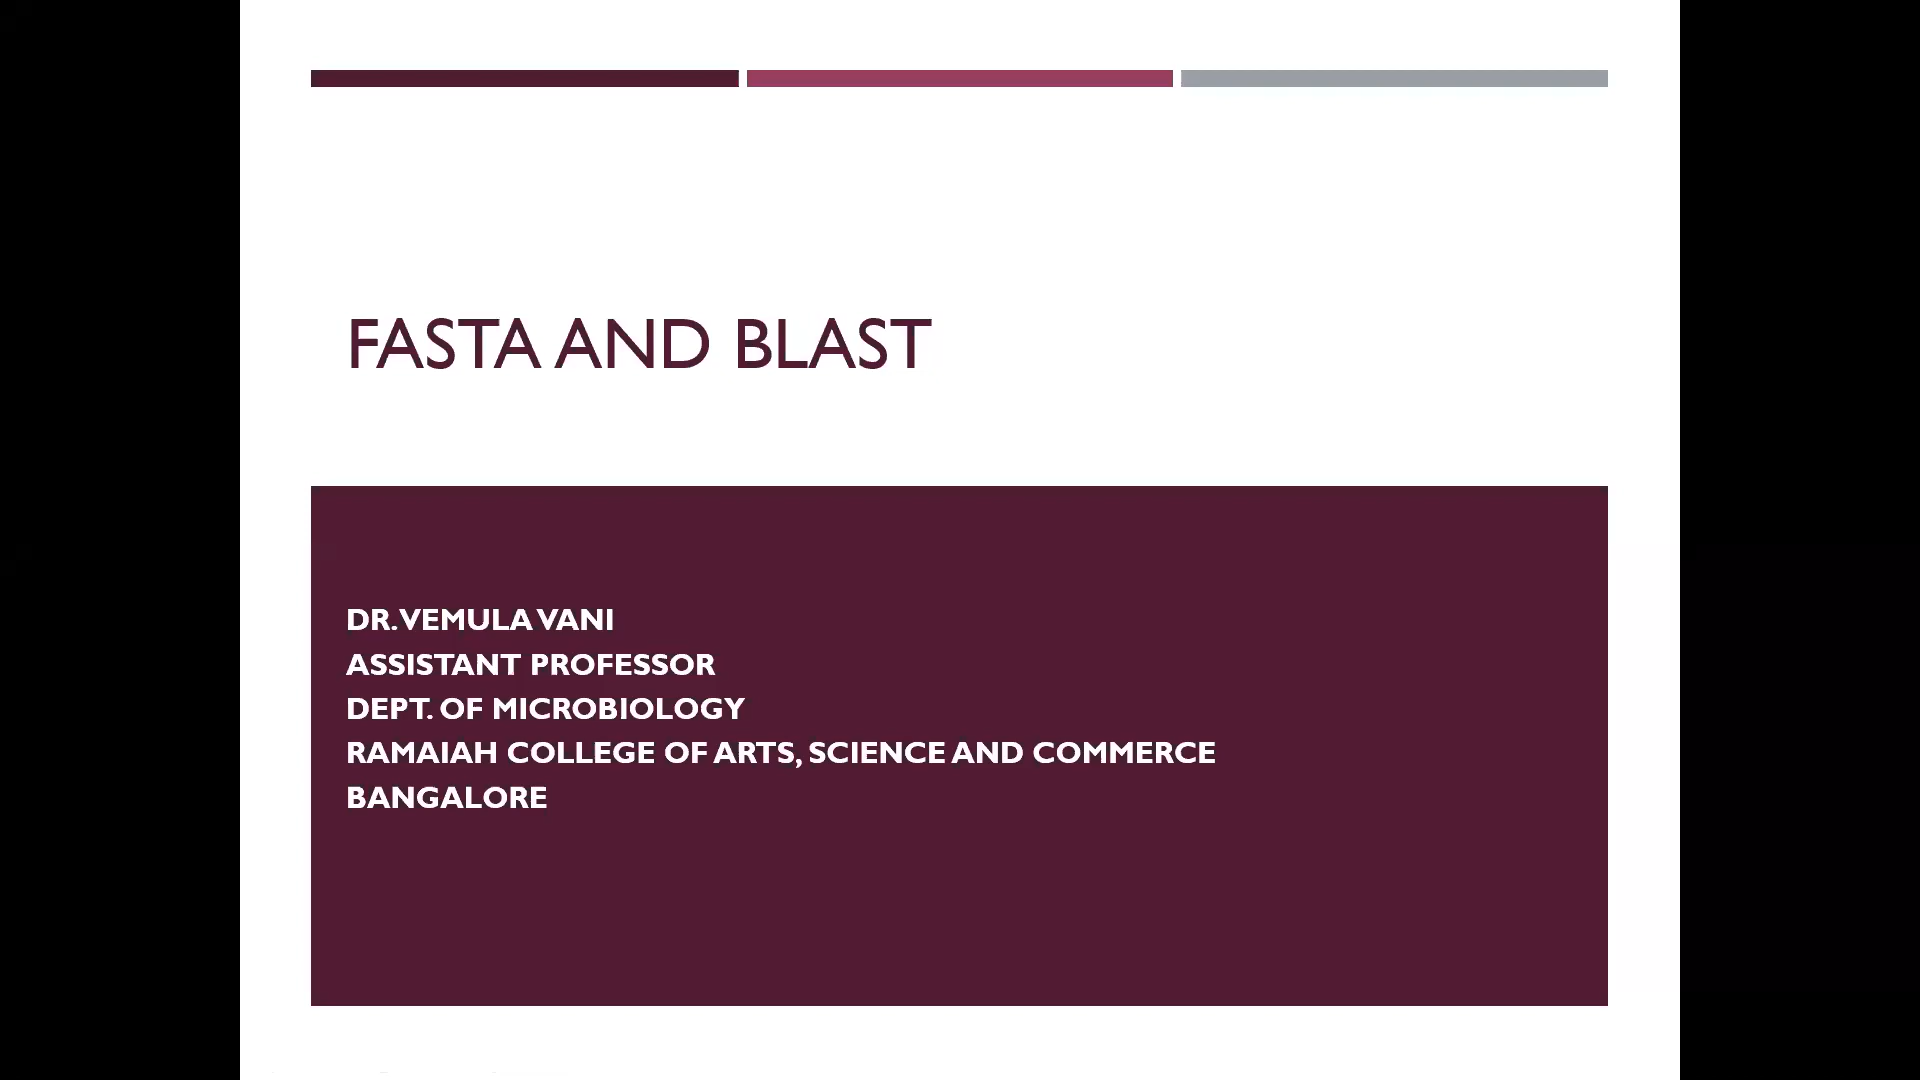 FASTA AND BLAST
DR. VEMULA VANI
ASSISTANT PROFESSOR
DEPT. OF MICROBIOLOGY
RAMAIAH COLLEGE OF ARTS, SCIENCE AND COMMERCE
BANGALORE